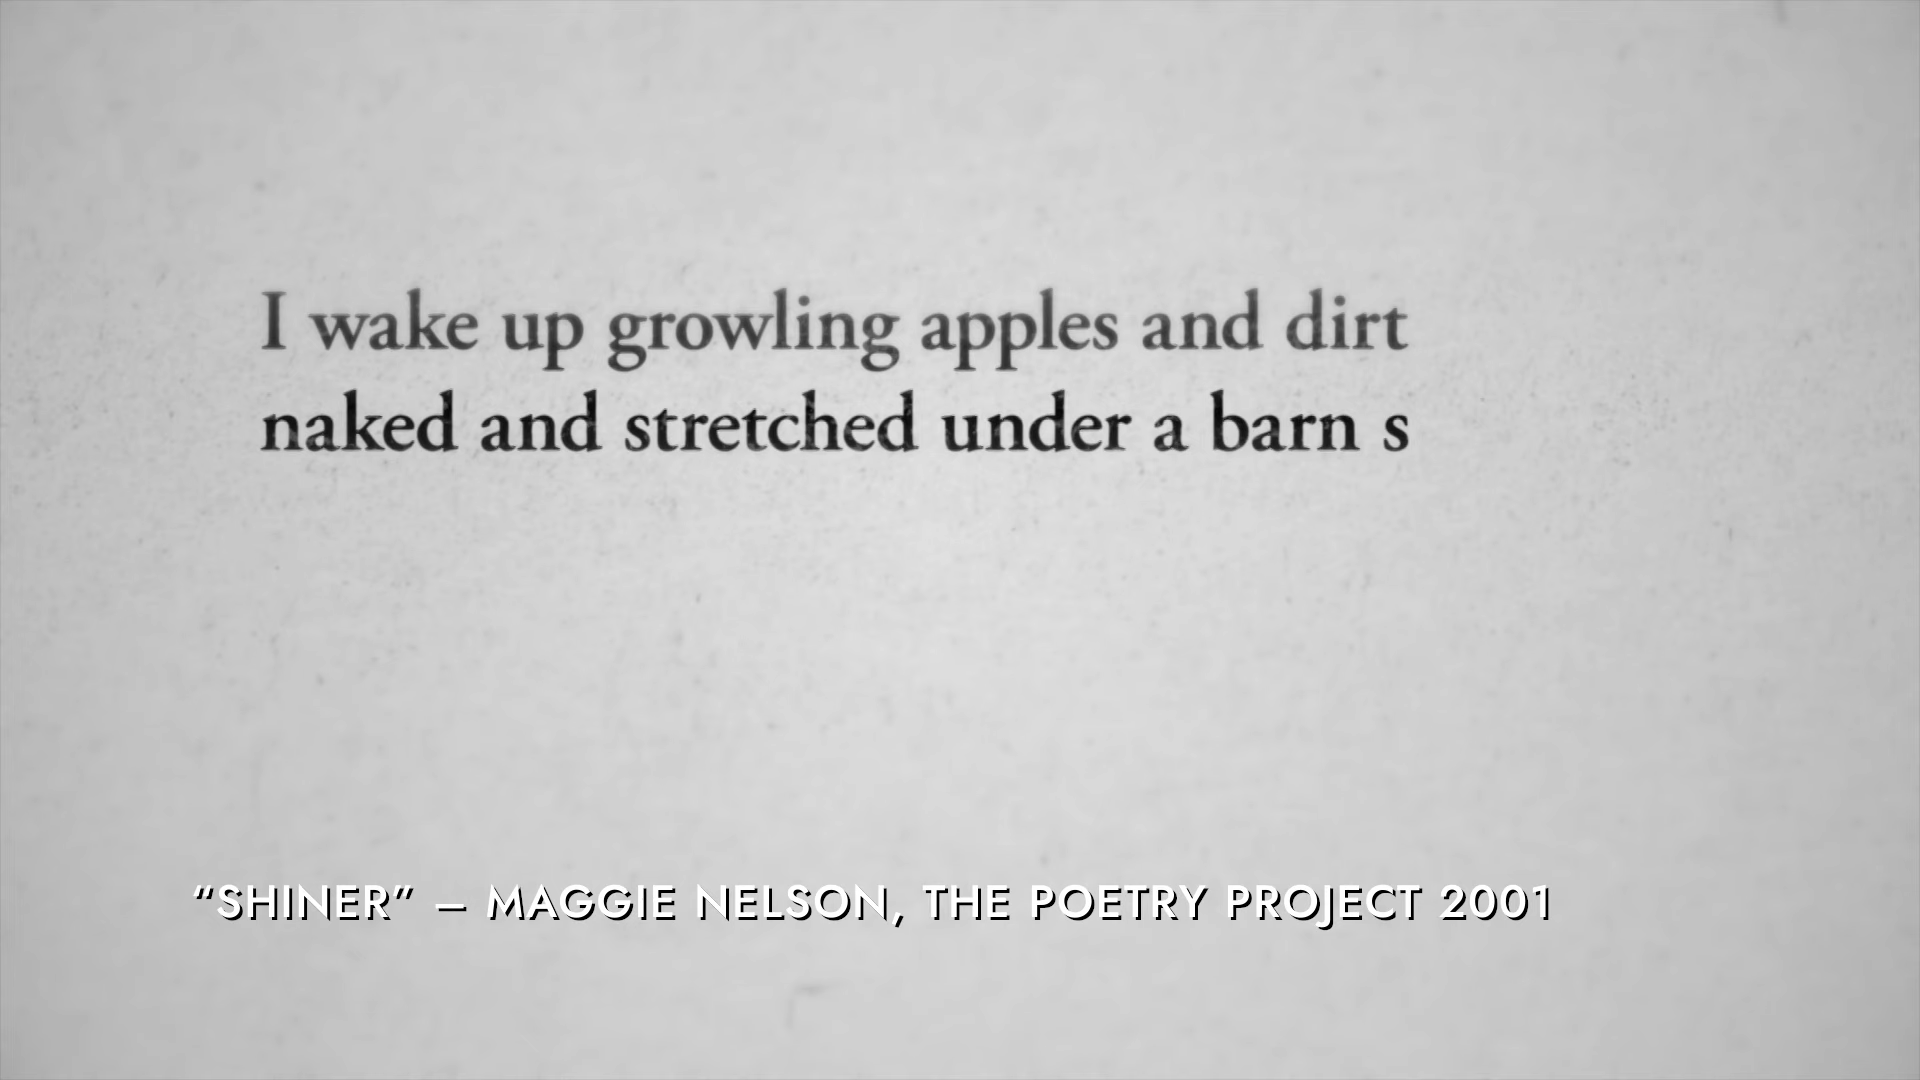 I wake up growling apples and dirt
naked and stretched under a barn s
“SHINER” – MAGGIE NELSON, THE POETRY PROJECT 2001